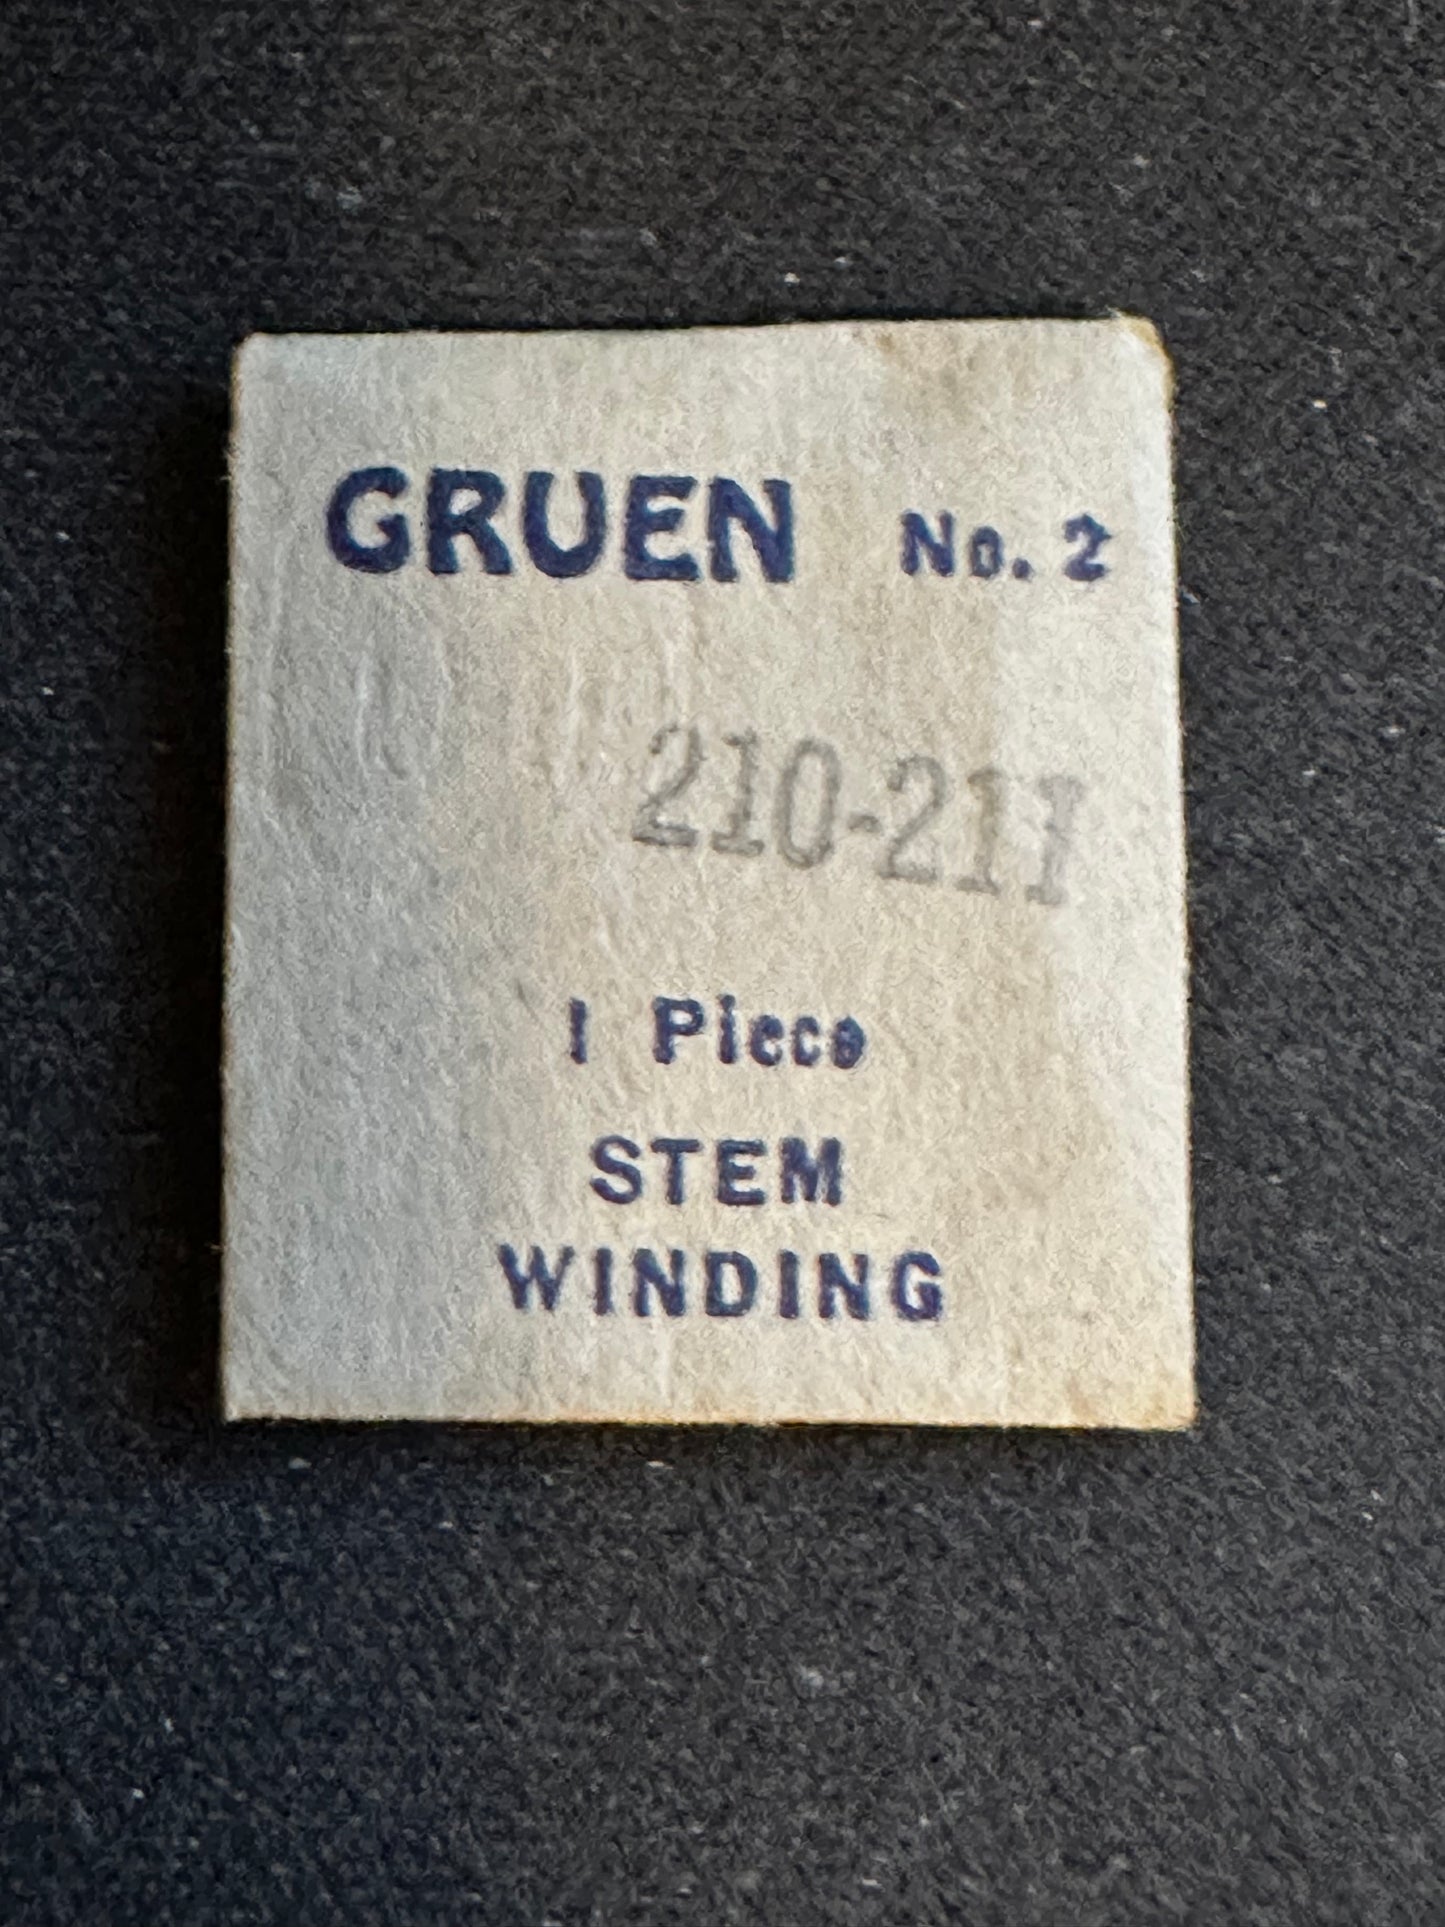 GRUEN No. 2
210-211
1 Piece
STEM
WINDING